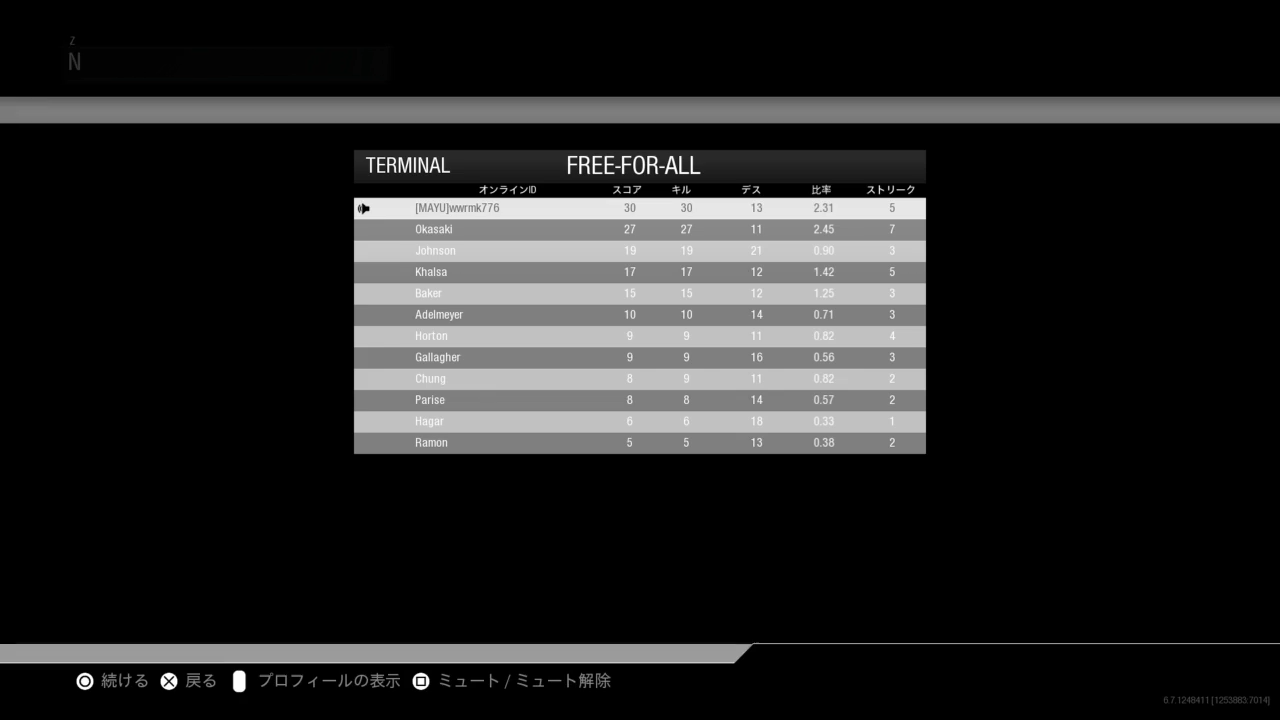 Z
N
TERMINAL FREE-FOR-ALL
オンラインID スコア キル デス 比率 ストリーク
[MAYU]wwrmk776 30 30 13 2.31 5
Okasaki 27 27 11 2.45 7
Johnson 19 19 21 0.90 3
Khalsa 17 17 12 1.42 5
Baker 15 15 12 1.25 3
Adelmeyer 10 10 14 0.71 3
Horton 9 9 11 0.82 4
Gallagher 9 9 16 0.56 3
Chung 8 9 11 0.82 2
Parise 8 8 14 0.57 2
Hagar 6 6 18 0.33 1
Ramon 5 5 13 0.38 2
続ける 戻る プロフィールの表示 ミュート / ミュート解除
6.7.1248411 [1253883.7014]